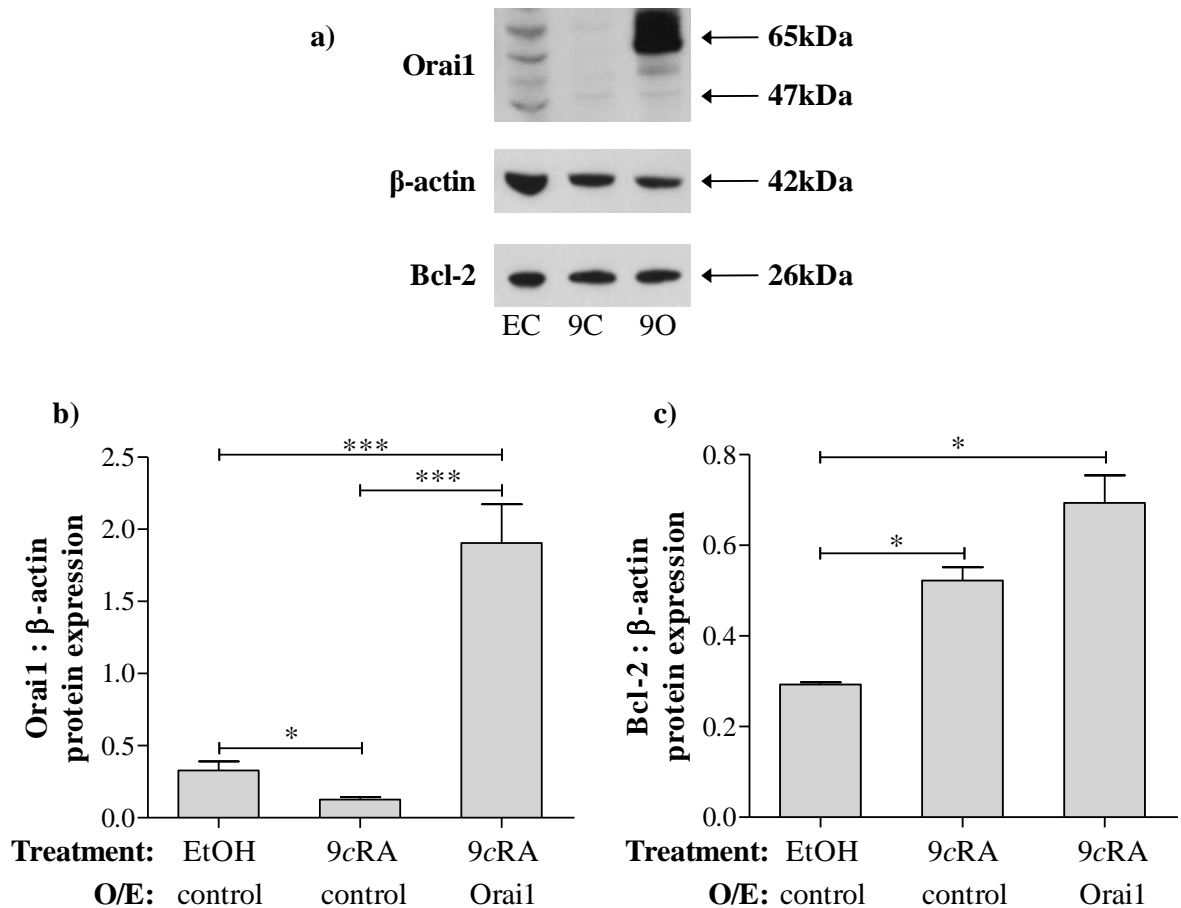 a)
Orai1
65kDa
47kDa
β-actin
42kDa
Bcl-2
26kDa
EC 9C 9O
b)
Orai1 : β-actin
protein expression
2.5
2.0
1.5
1.0
0.5
0.0
***
***
*
Treatment: EtOH 9cRA 9cRA
O/E: control control Orai1
c)
Bcl-2 : β-actin
protein expression
0.8
0.6
0.4
0.2
0.0
*
*
Treatment: EtOH 9cRA 9cRA
O/E: control control Orai1